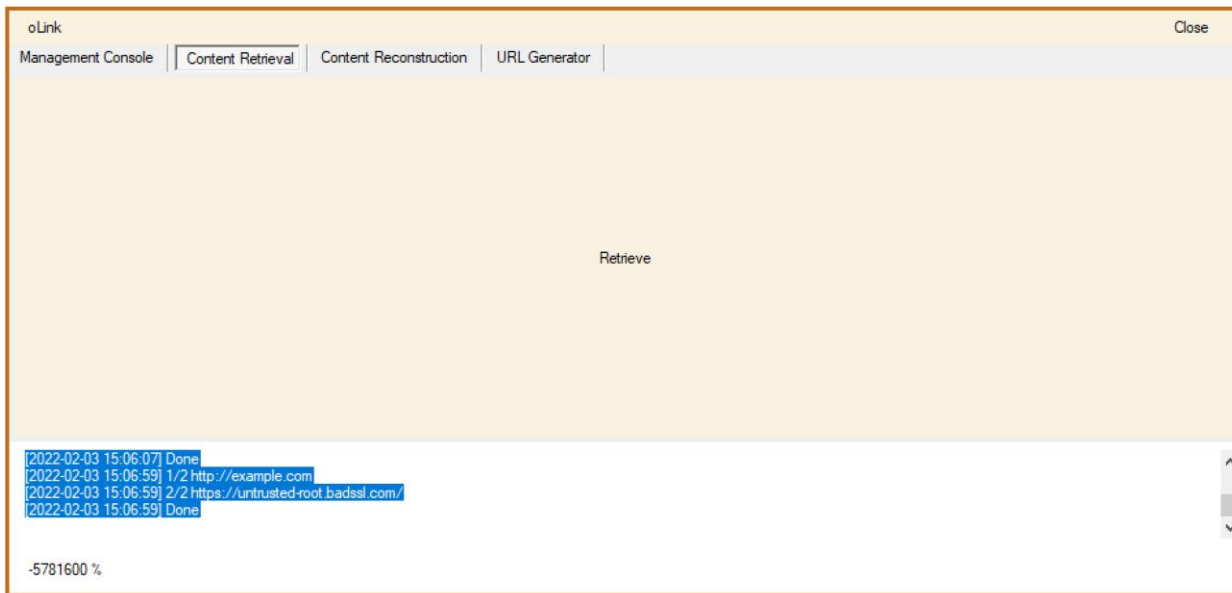 oLink Close
Management Console Content Retrieval Content Reconstruction URL Generator
Retrieve
[2022-02-03 15:06:07] Done
[2022-02-03 15:06:59] 1/2 http://example.com
[2022-02-03 15:06:59] 2/2 https://untrusted-root.badssl.com/
[2022-02-03 15:06:59] Done
-5781600 %